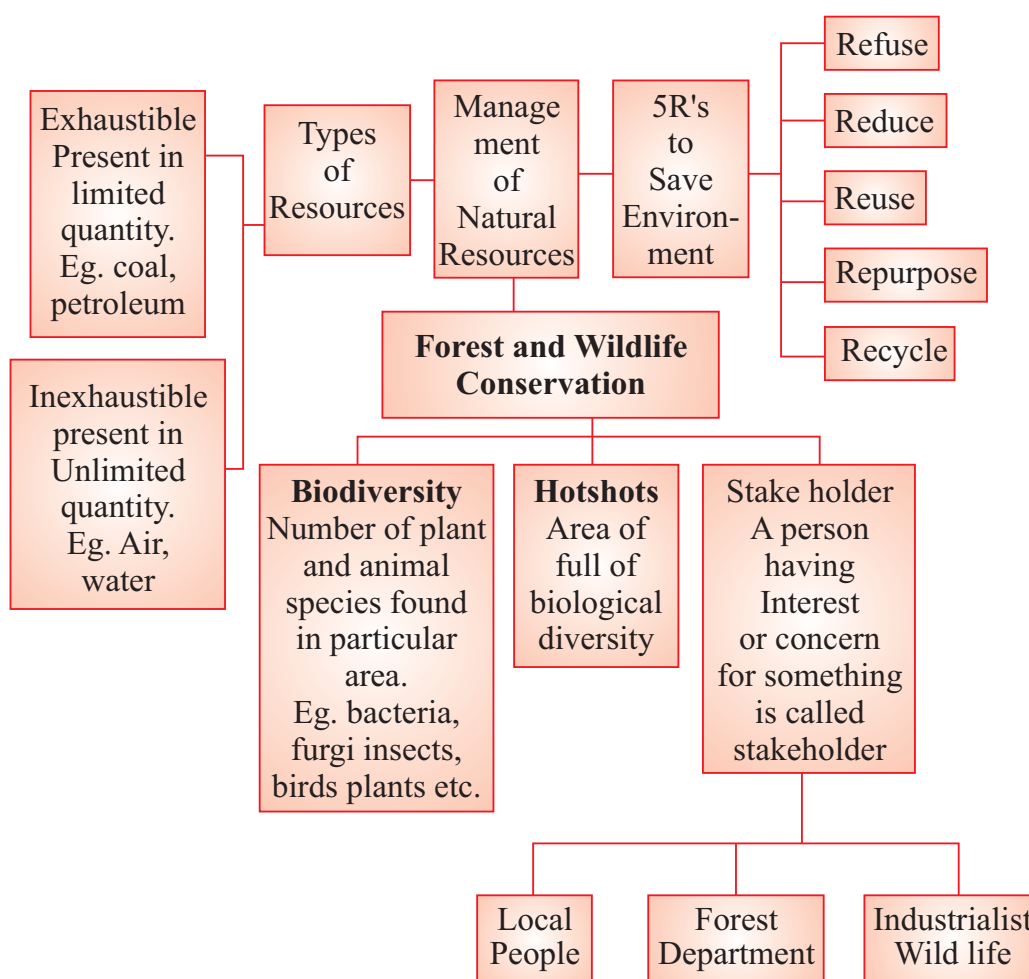 Exhaustible
Present in
limited
quantity.
Eg. coal,
petroleum
Inexhaustible
present in
Unlimited
quantity.
Eg. Air,
water
Types
of
Resources
Manage
ment
of
Natural
Resources
5R's
to
Save
Environ-
ment
Refuse
Reduce
Reuse
Repurpose
Recycle
Forest and Wildlife
Conservation
Biodiversity
Number of plant
and animal
species found
in particular
area.
Eg. bacteria,
furgi insects,
birds plants etc.
Hotshots
Area of
full of
biological
diversity
Stake holder
A person
having
Interest
or concern
for something
is called
stakeholder
Local
People
Forest
Department
Industrialist
Wild life